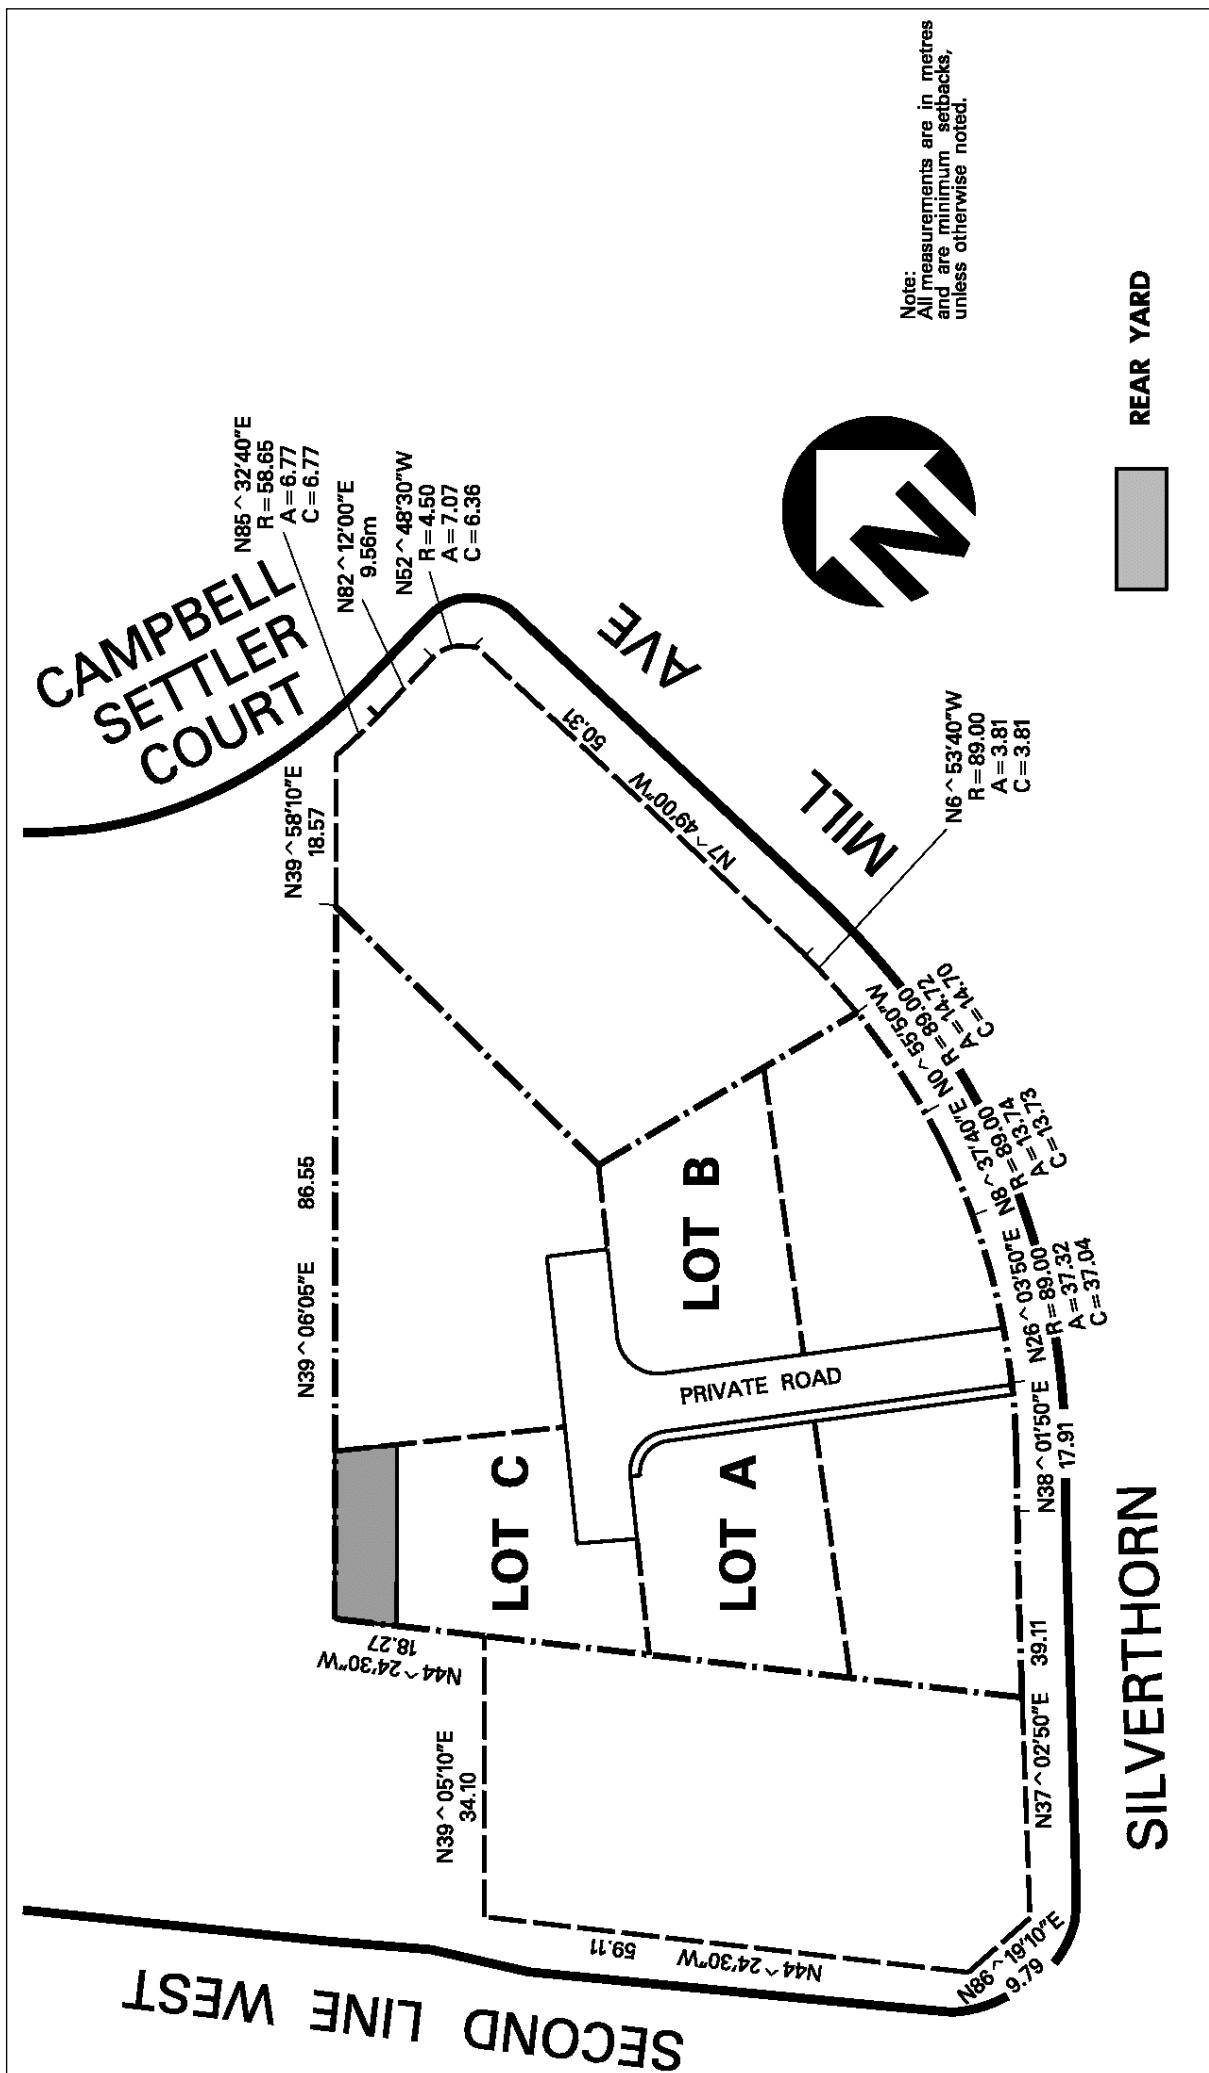 CAMPBELL
SETTLER
COURT
N85^32'40"E
R=58.65
A=6.77
C=6.77
N82^12'00"E
9.56m
N52^48'30"W
R=4.50
A=7.07
C=6.36
N39^58'10"E
18.57
50.31
N7^49'00"W
MILL AVE
N6^53'40"W
R=89.00
A=3.81
C=3.81
N0^55'50"W
R=89.00
A=14.72
C=14.70
N8^37'40"E
R=89.00
A=13.74
C=13.73
N26^03'50"E
R=89.00
A=37.32
C=37.04
N38^01'50"E
17.91
N37^02'50"E 39.11
N86^19'10"E
9.79
N44^24'30"W 59.11
N39^05'10"E
34.10
N44^24'30"W
18.27
N39^06'05"E 86.55
LOT C
LOT A
LOT B
PRIVATE ROAD
SECOND LINE WEST
SILVERTHORN
N
Note:
All measurements are in metres
and are minimum setbacks,
unless otherwise noted.
REAR YARD